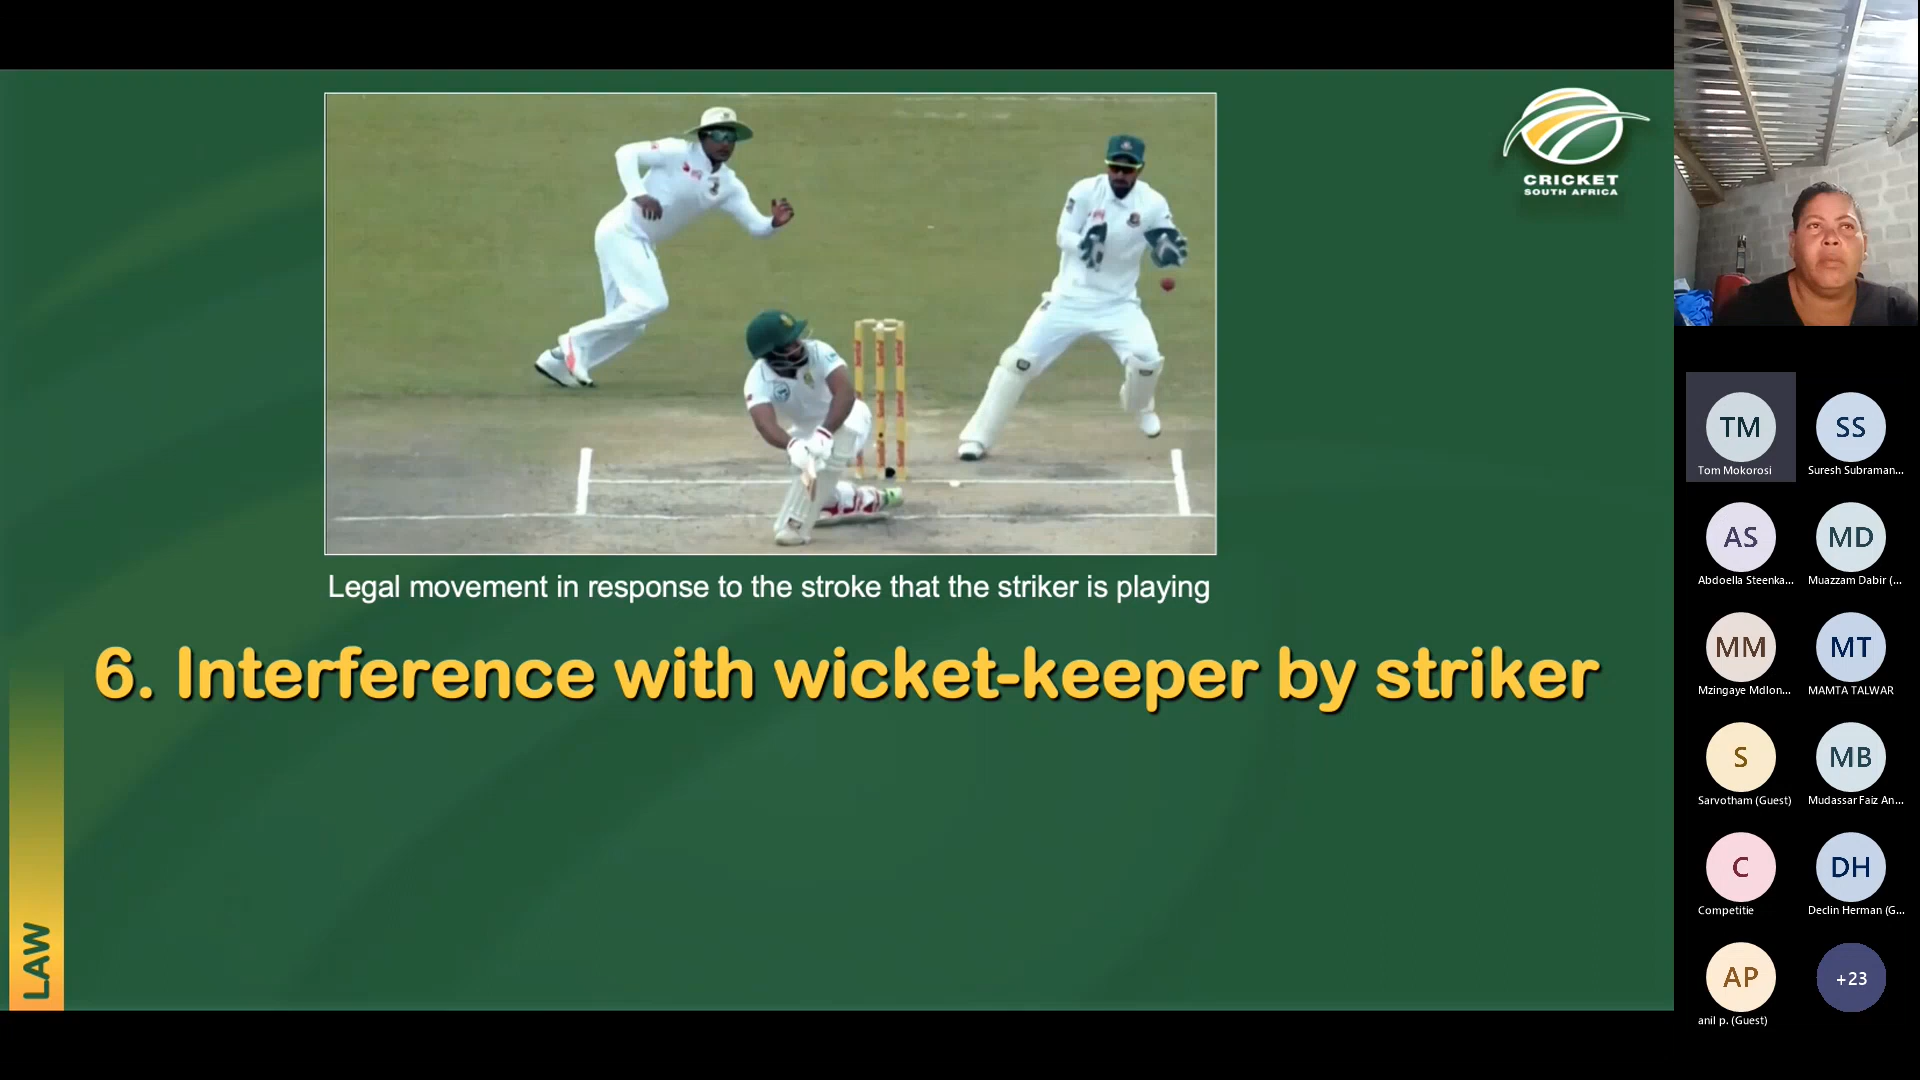 CRICKET
SOUTH AFRICA
Legal movement in response to the stroke that the striker is playing
6. Interference with wicket-keeper by striker
LAW
TM
Tom Mokorosi
SS
Suresh Subraman...
AS
Abdoella Steenka...
MD
Muazzam Dabir (...
MM
Mzingaye Mdlon...
MT
MAMTA TALWAR
S
Sarvotham (Guest)
MB
Mudassar Faiz An...
C
Competitie
DH
Declin Herman (G...
AP
anil p. (Guest)
+23